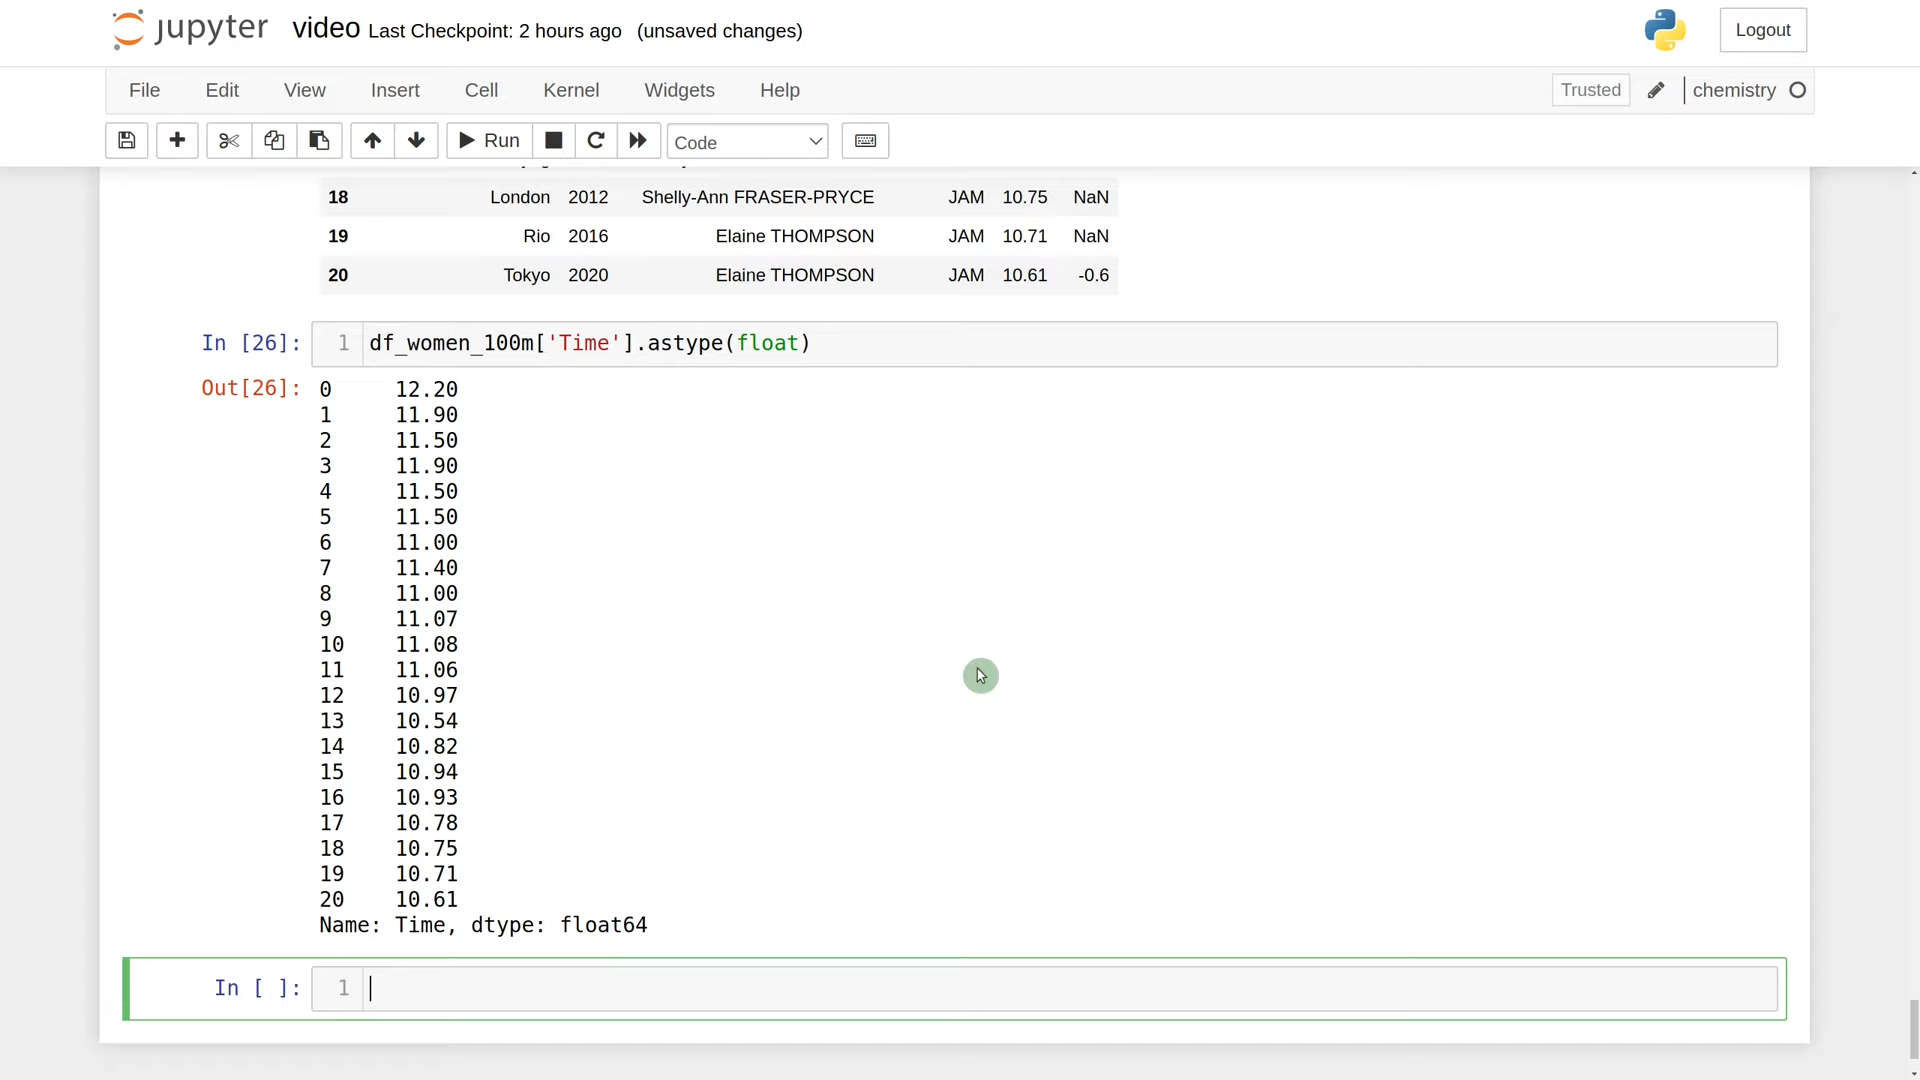 jupyter video Last Checkpoint: 2 hours ago (unsaved changes) Logout
File Edit View Insert Cell Kernel Widgets Help Trusted chemistry
Run Code
18 London 2012 Shelly-Ann FRASER-PRYCE JAM 10.75 NaN
19 Rio 2016 Elaine THOMPSON JAM 10.71 NaN
20 Tokyo 2020 Elaine THOMPSON JAM 10.61 -0.6
In [26]: 1 df_women_100m['Time'].astype(float)
Out[26]: 0 12.20
1 11.90
2 11.50
3 11.90
4 11.50
5 11.50
6 11.00
7 11.40
8 11.00
9 11.07
10 11.08
11 11.06
12 10.97
13 10.54
14 10.82
15 10.94
16 10.93
17 10.78
18 10.75
19 10.71
20 10.61
Name: Time, dtype: float64
In [ ]: 1